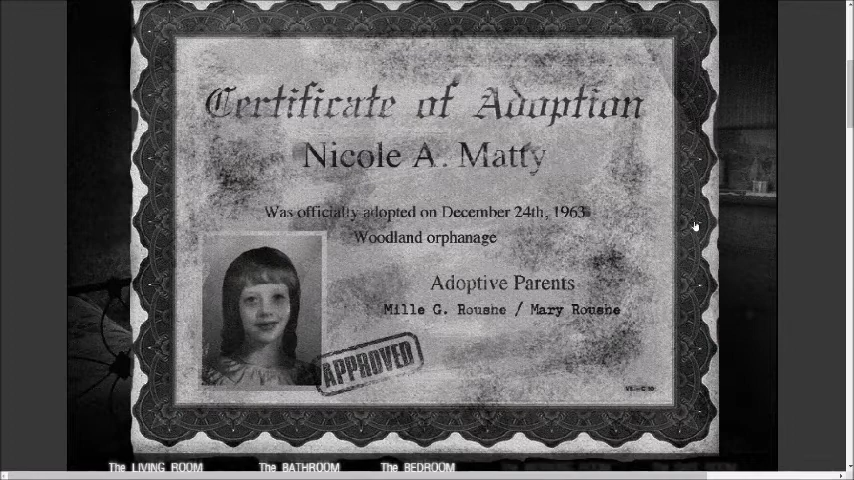 Certificate of Adoption
Nicole A. Matty
Was officially adopted on December 24th, 1963
Woodland orphanage
Adoptive Parents
Mille G. Roushe / Mary Roushe
APPROVED
The LIVING ROOM The BATHROOM The BEDROOM